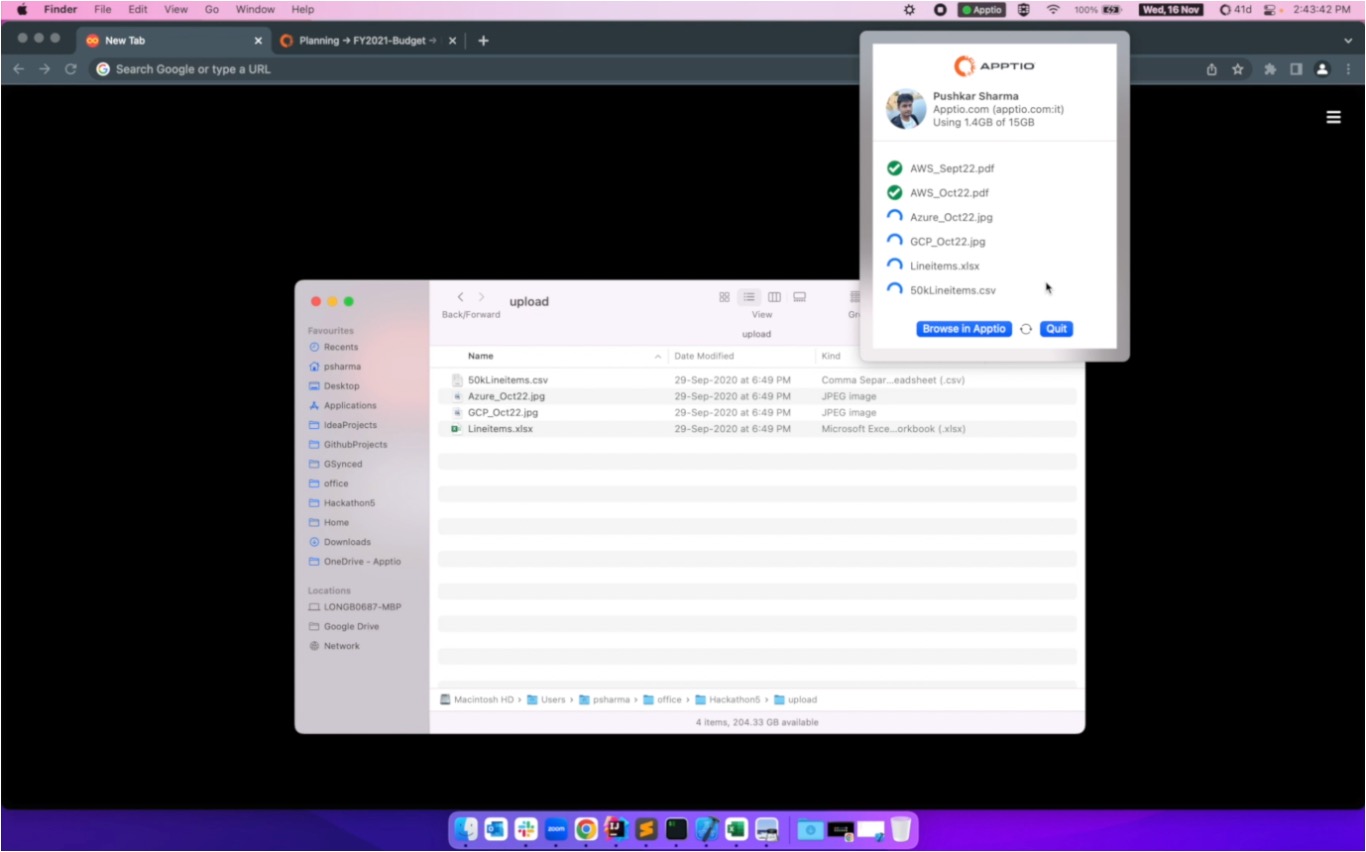 Finder File Edit View Go Window Help
Apptio 100% Wed, 16 Nov 41d 2:43:42 PM
New Tab
Planning → FY2021-Budget →
Search Google or type a URL
APPTIO
Pushkar Sharma
Apptio.com (apptio.com:it)
Using 1.4GB of 15GB
AWS_Sept22.pdf
AWS_Oct22.pdf
Azure_Oct22.jpg
GCP_Oct22.jpg
Lineitems.xlsx
50kLineitems.csv
Browse in Apptio Quit
upload
Back/Forward View Gr
upload
Favourites
Recents
psharma
Desktop
Applications
IdeaProjects
GithubProjects
GSynced
office
Hackathon5
Home
Downloads
OneDrive - Apptio
Locations
LONGB0687-MBP
Google Drive
Network
Name Date Modified Kind
50kLineitems.csv 29-Sep-2020 at 6:49 PM Comma Separ...eadsheet (.csv)
Azure_Oct22.jpg 29-Sep-2020 at 6:49 PM JPEG image
GCP_Oct22.jpg 29-Sep-2020 at 6:49 PM JPEG image
Lineitems.xlsx 29-Sep-2020 at 6:49 PM Microsoft Exce...orkbook (.xlsx)
Macintosh HD › Users › psharma › office › Hackathon5 › upload
4 items, 204.33 GB available
zoom